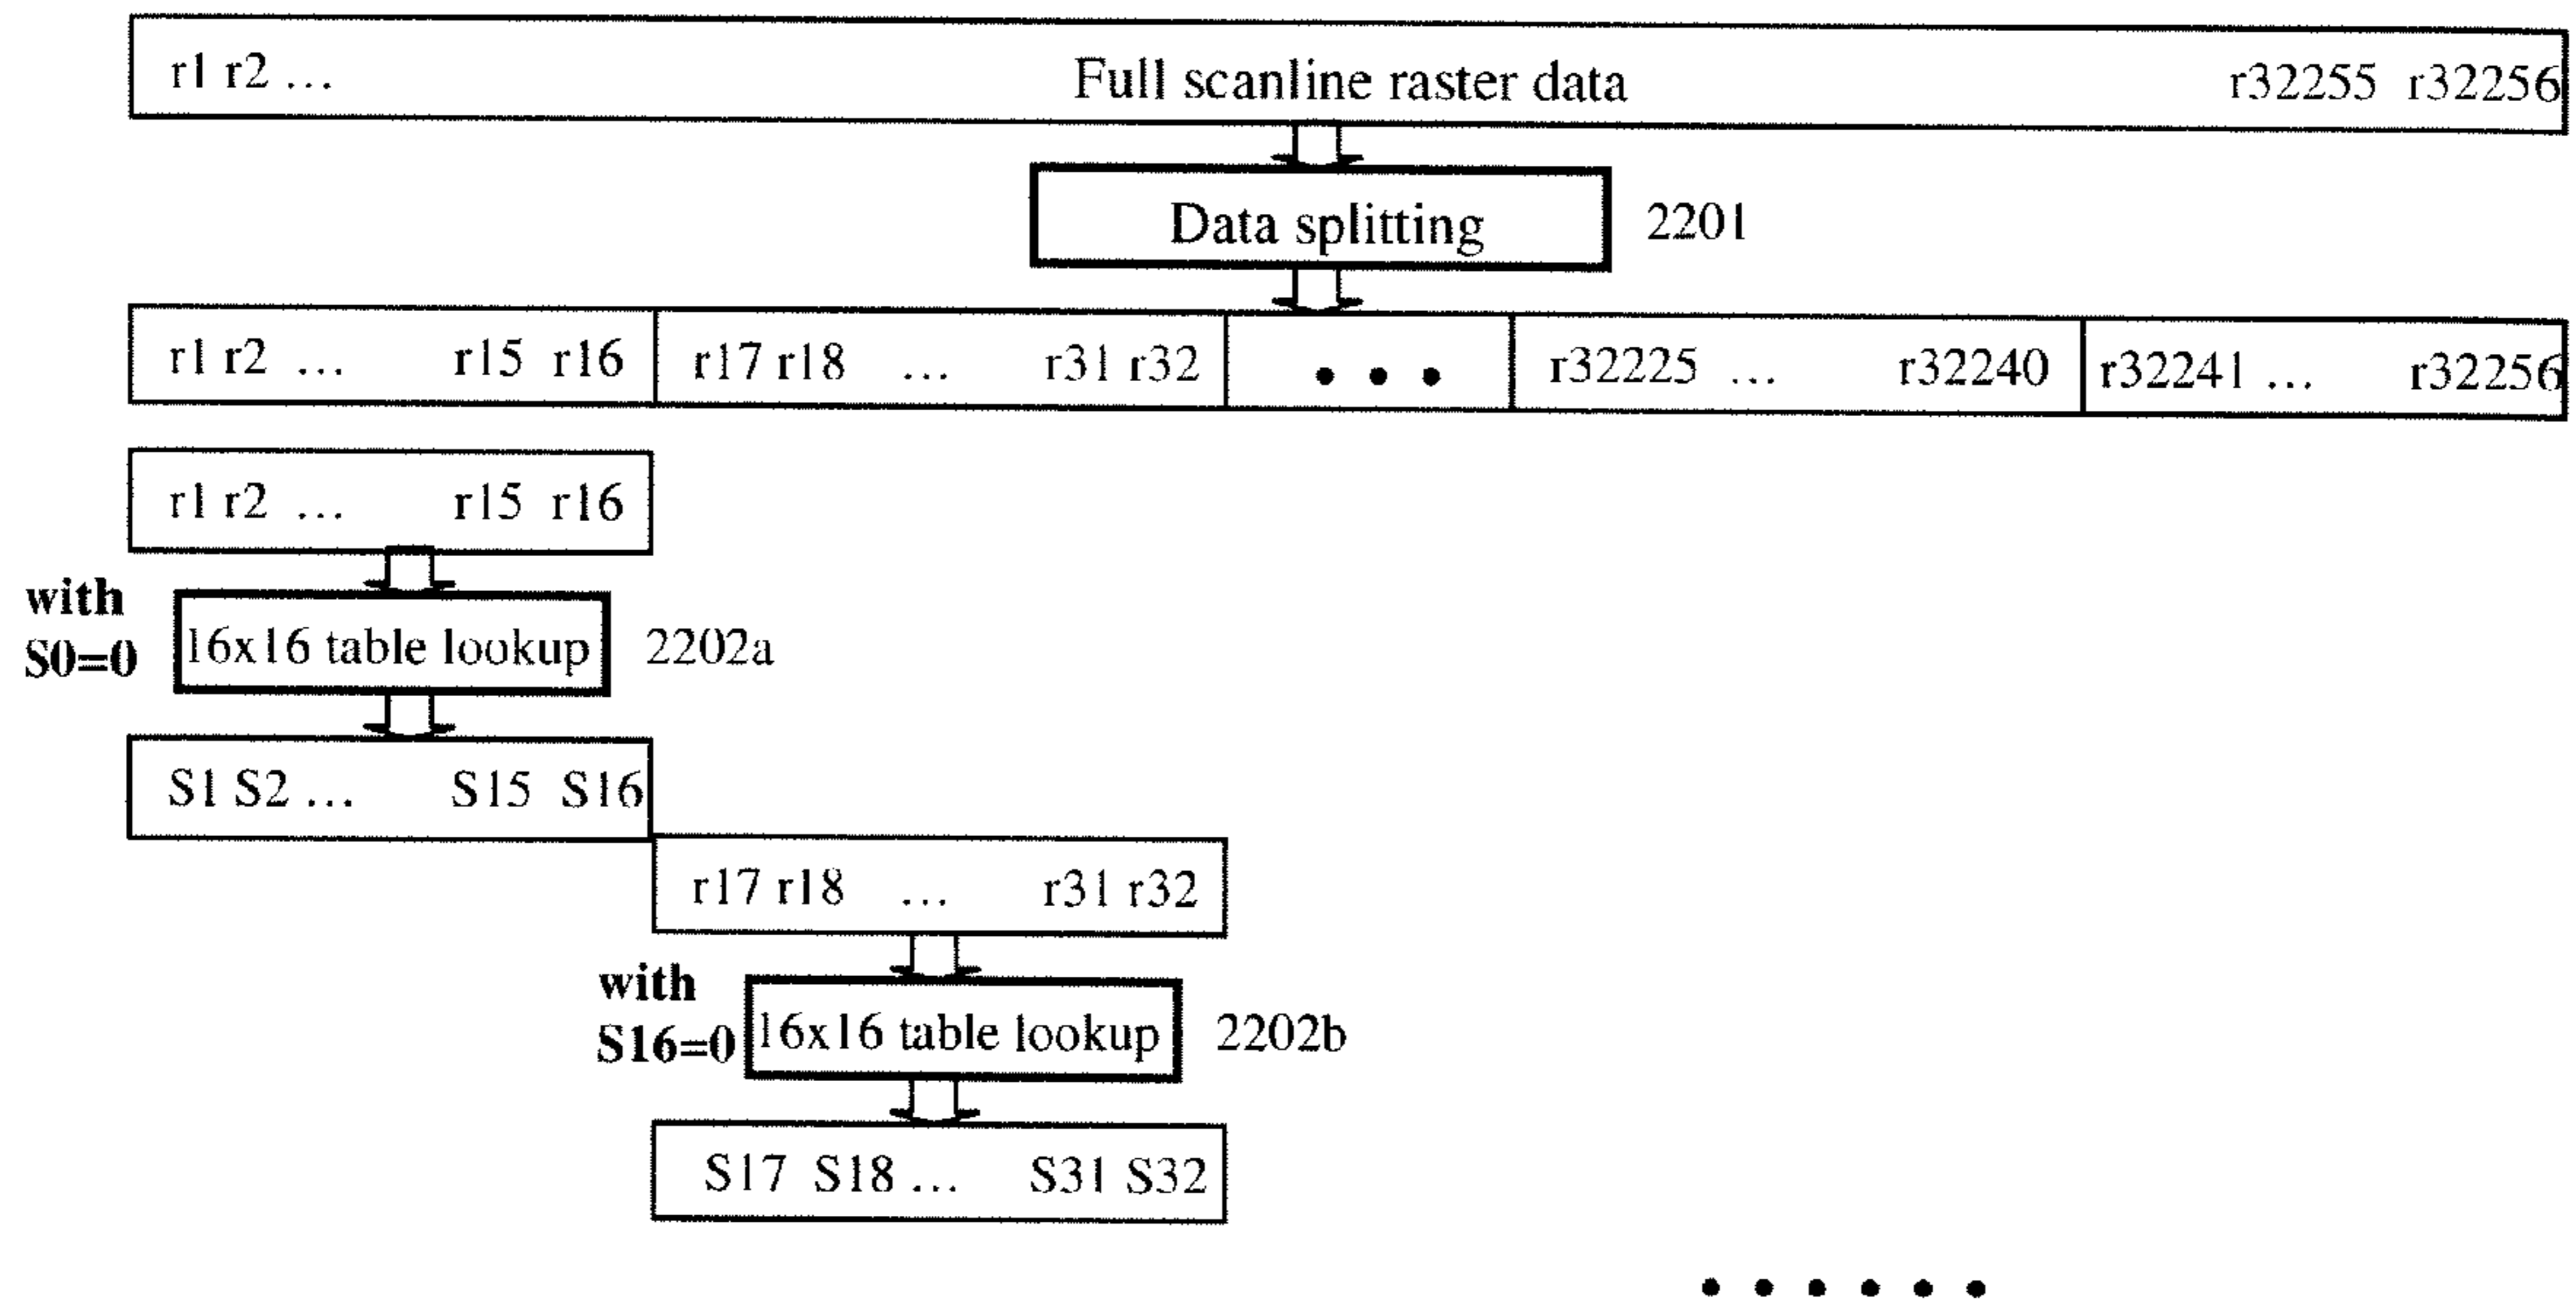 r1 r2 ... Full scanline raster data r32255 r32256
Data splitting 2201
r1 r2 ... r15 r16 r17 r18 ... r31 r32 • • • r32225 ... r32240 r32241 ... r32256
r1 r2 ... r15 r16
with
S0=0 16x16 table lookup 2202a
S1 S2 ... S15 S16
r17 r18 ... r31 r32
with
S16=0 16x16 table lookup 2202b
S17 S18 ... S31 S32
• • • • • •